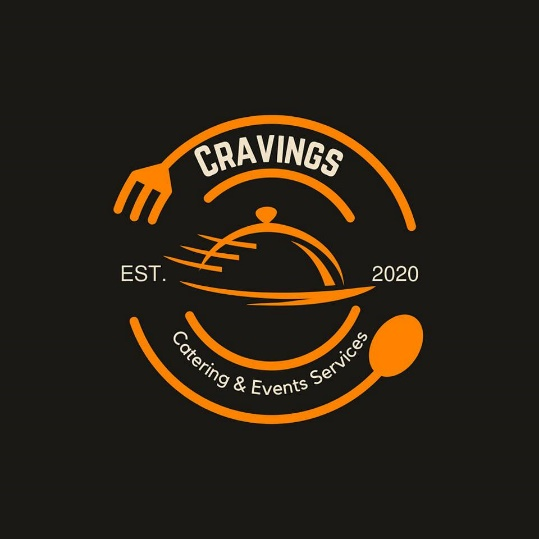 CRAVINGS
EST.
2020
Catering & Events Services